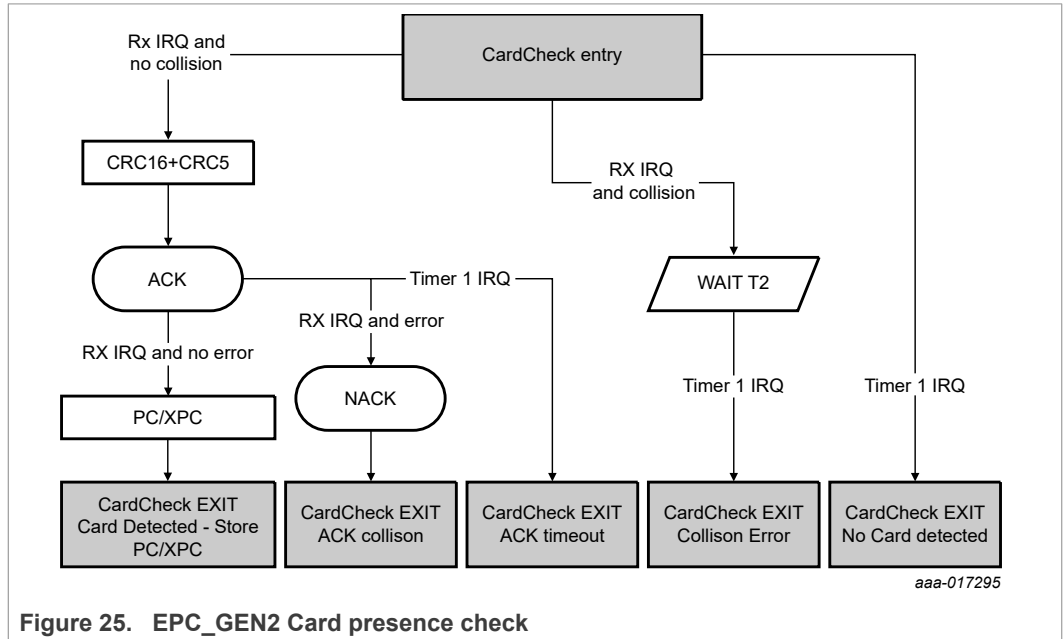 Rx IRQ and
no collision
CardCheck entry
CRC16+CRC5
RX IRQ
and collision
ACK
Timer 1 IRQ
WAIT T2
RX IRQ and error
RX IRQ and no error
NACK
Timer 1 IRQ
Timer 1 IRQ
PC/XPC
CardCheck EXIT
Card Detected - Store
PC/XPC
CardCheck EXIT
ACK collison
CardCheck EXIT
ACK timeout
CardCheck EXIT
Collison Error
CardCheck EXIT
No Card detected
aaa-017295
Figure 25. EPC_GEN2 Card presence check